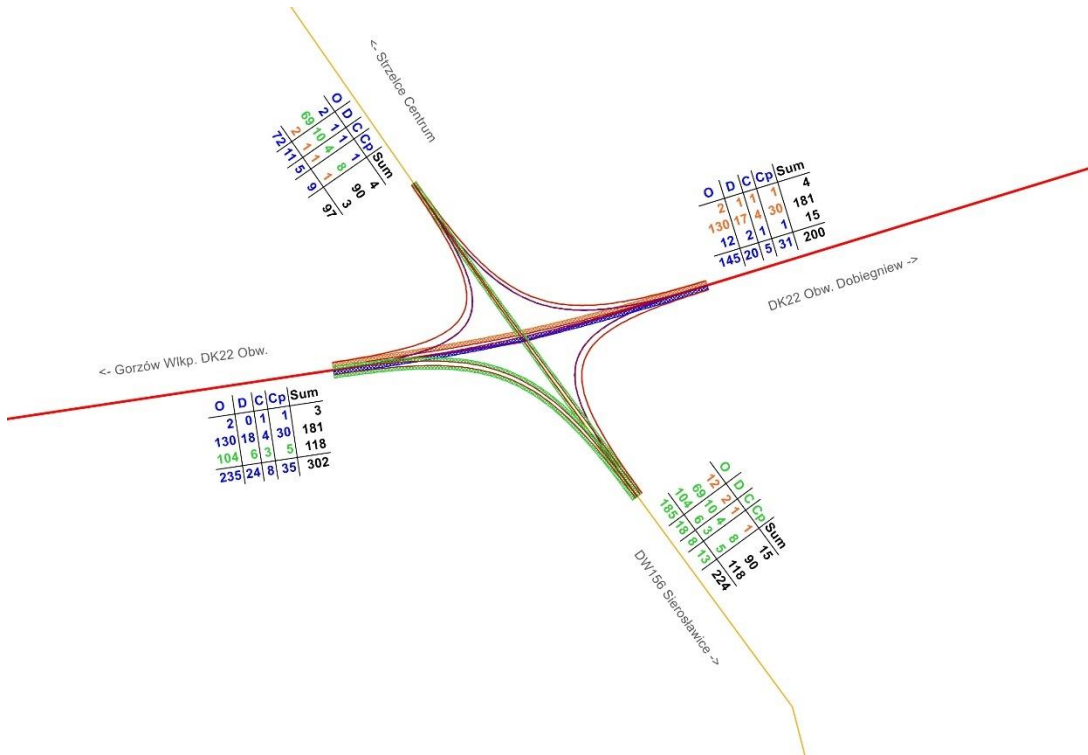 <- Strzelce Centrum
O D C Cp Sum
2 1 1 1 4
69 10 4 8 90
2 1 1 1 3
72 11 5 9 97
O D C Cp Sum
2 1 1 1 4
130 17 4 30 181
12 2 1 1 15
145 20 5 31 200
DK22 Obw. Dobiegniew ->
<- Gorzów Wlkp. DK22 Obw.
O D C Cp Sum
2 0 1 1 3
130 18 4 30 181
104 6 3 5 118
235 24 8 35 302
O D C Cp Sum
12 2 1 1 15
69 10 4 8 90
104 6 3 5 118
185 18 8 13 224
DW156 Sierosławice ->